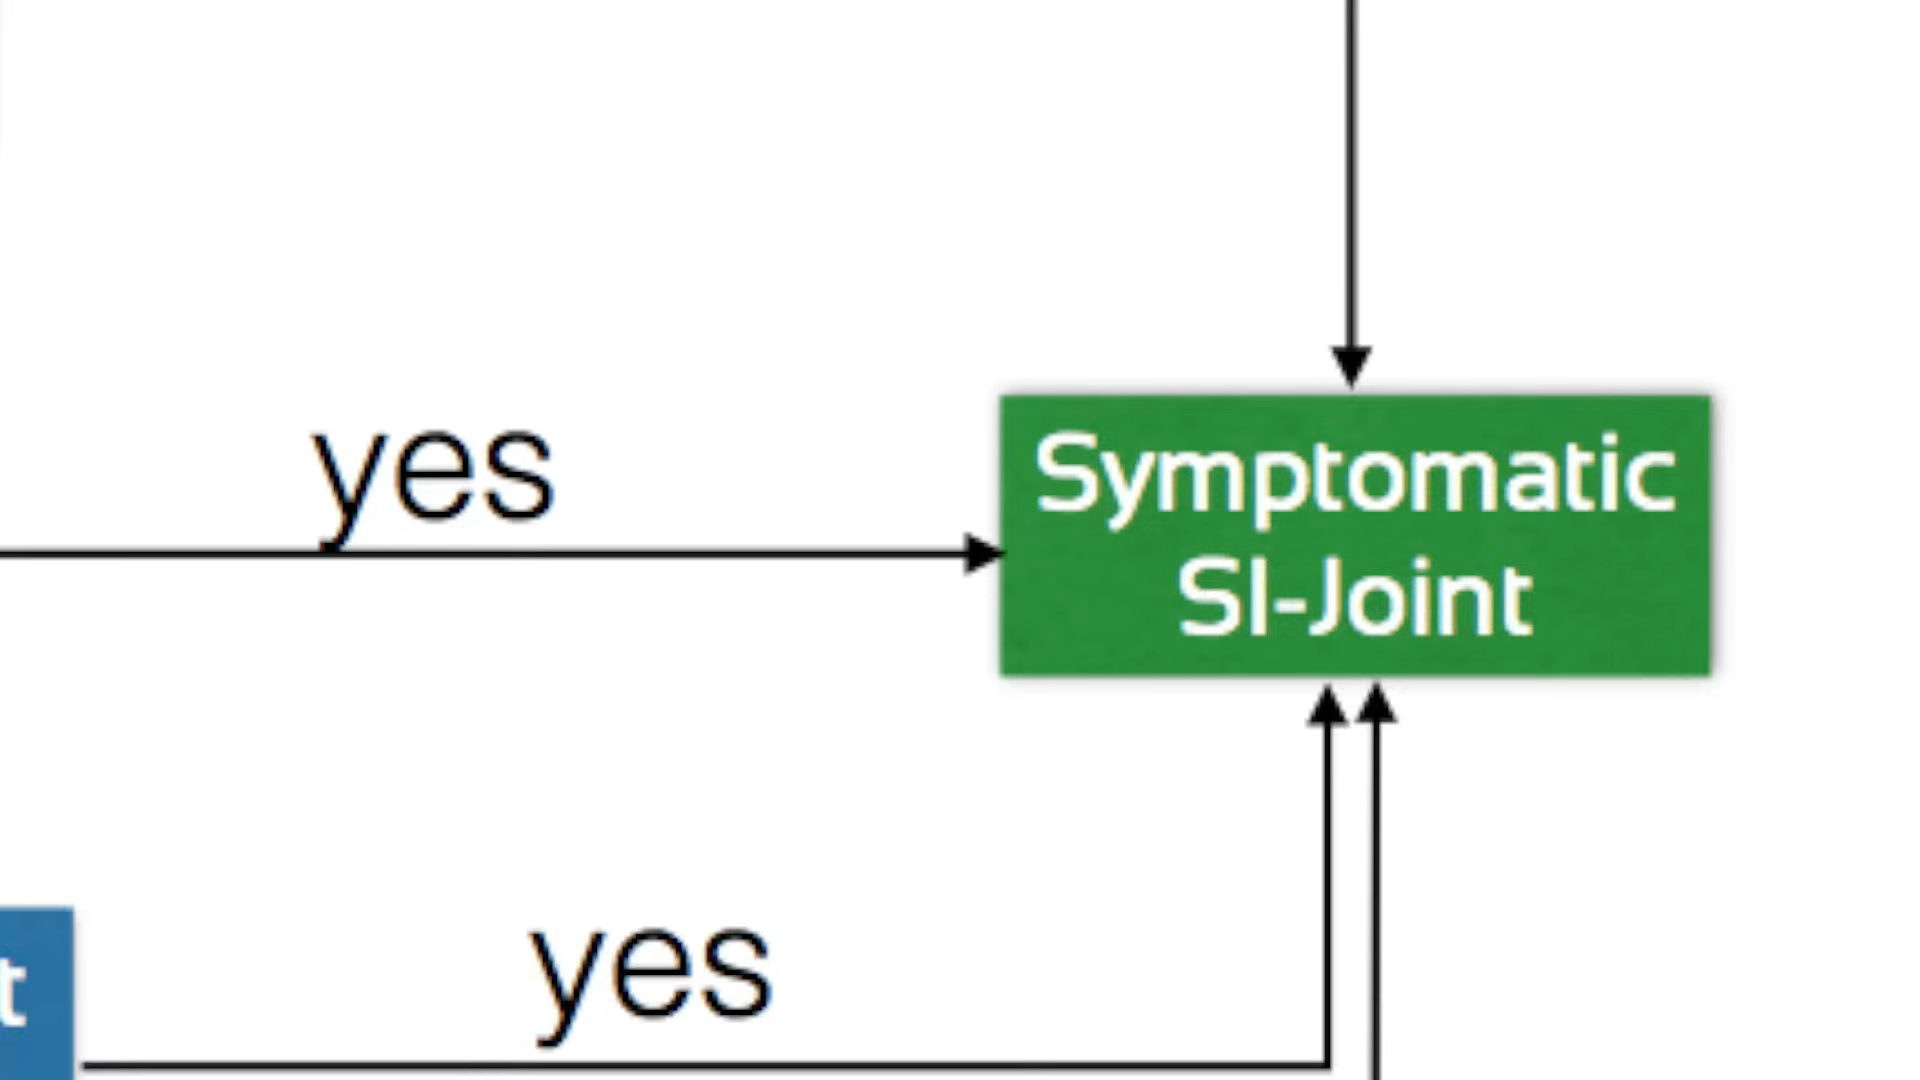 yes
Symptomatic
SI-Joint
t
yes